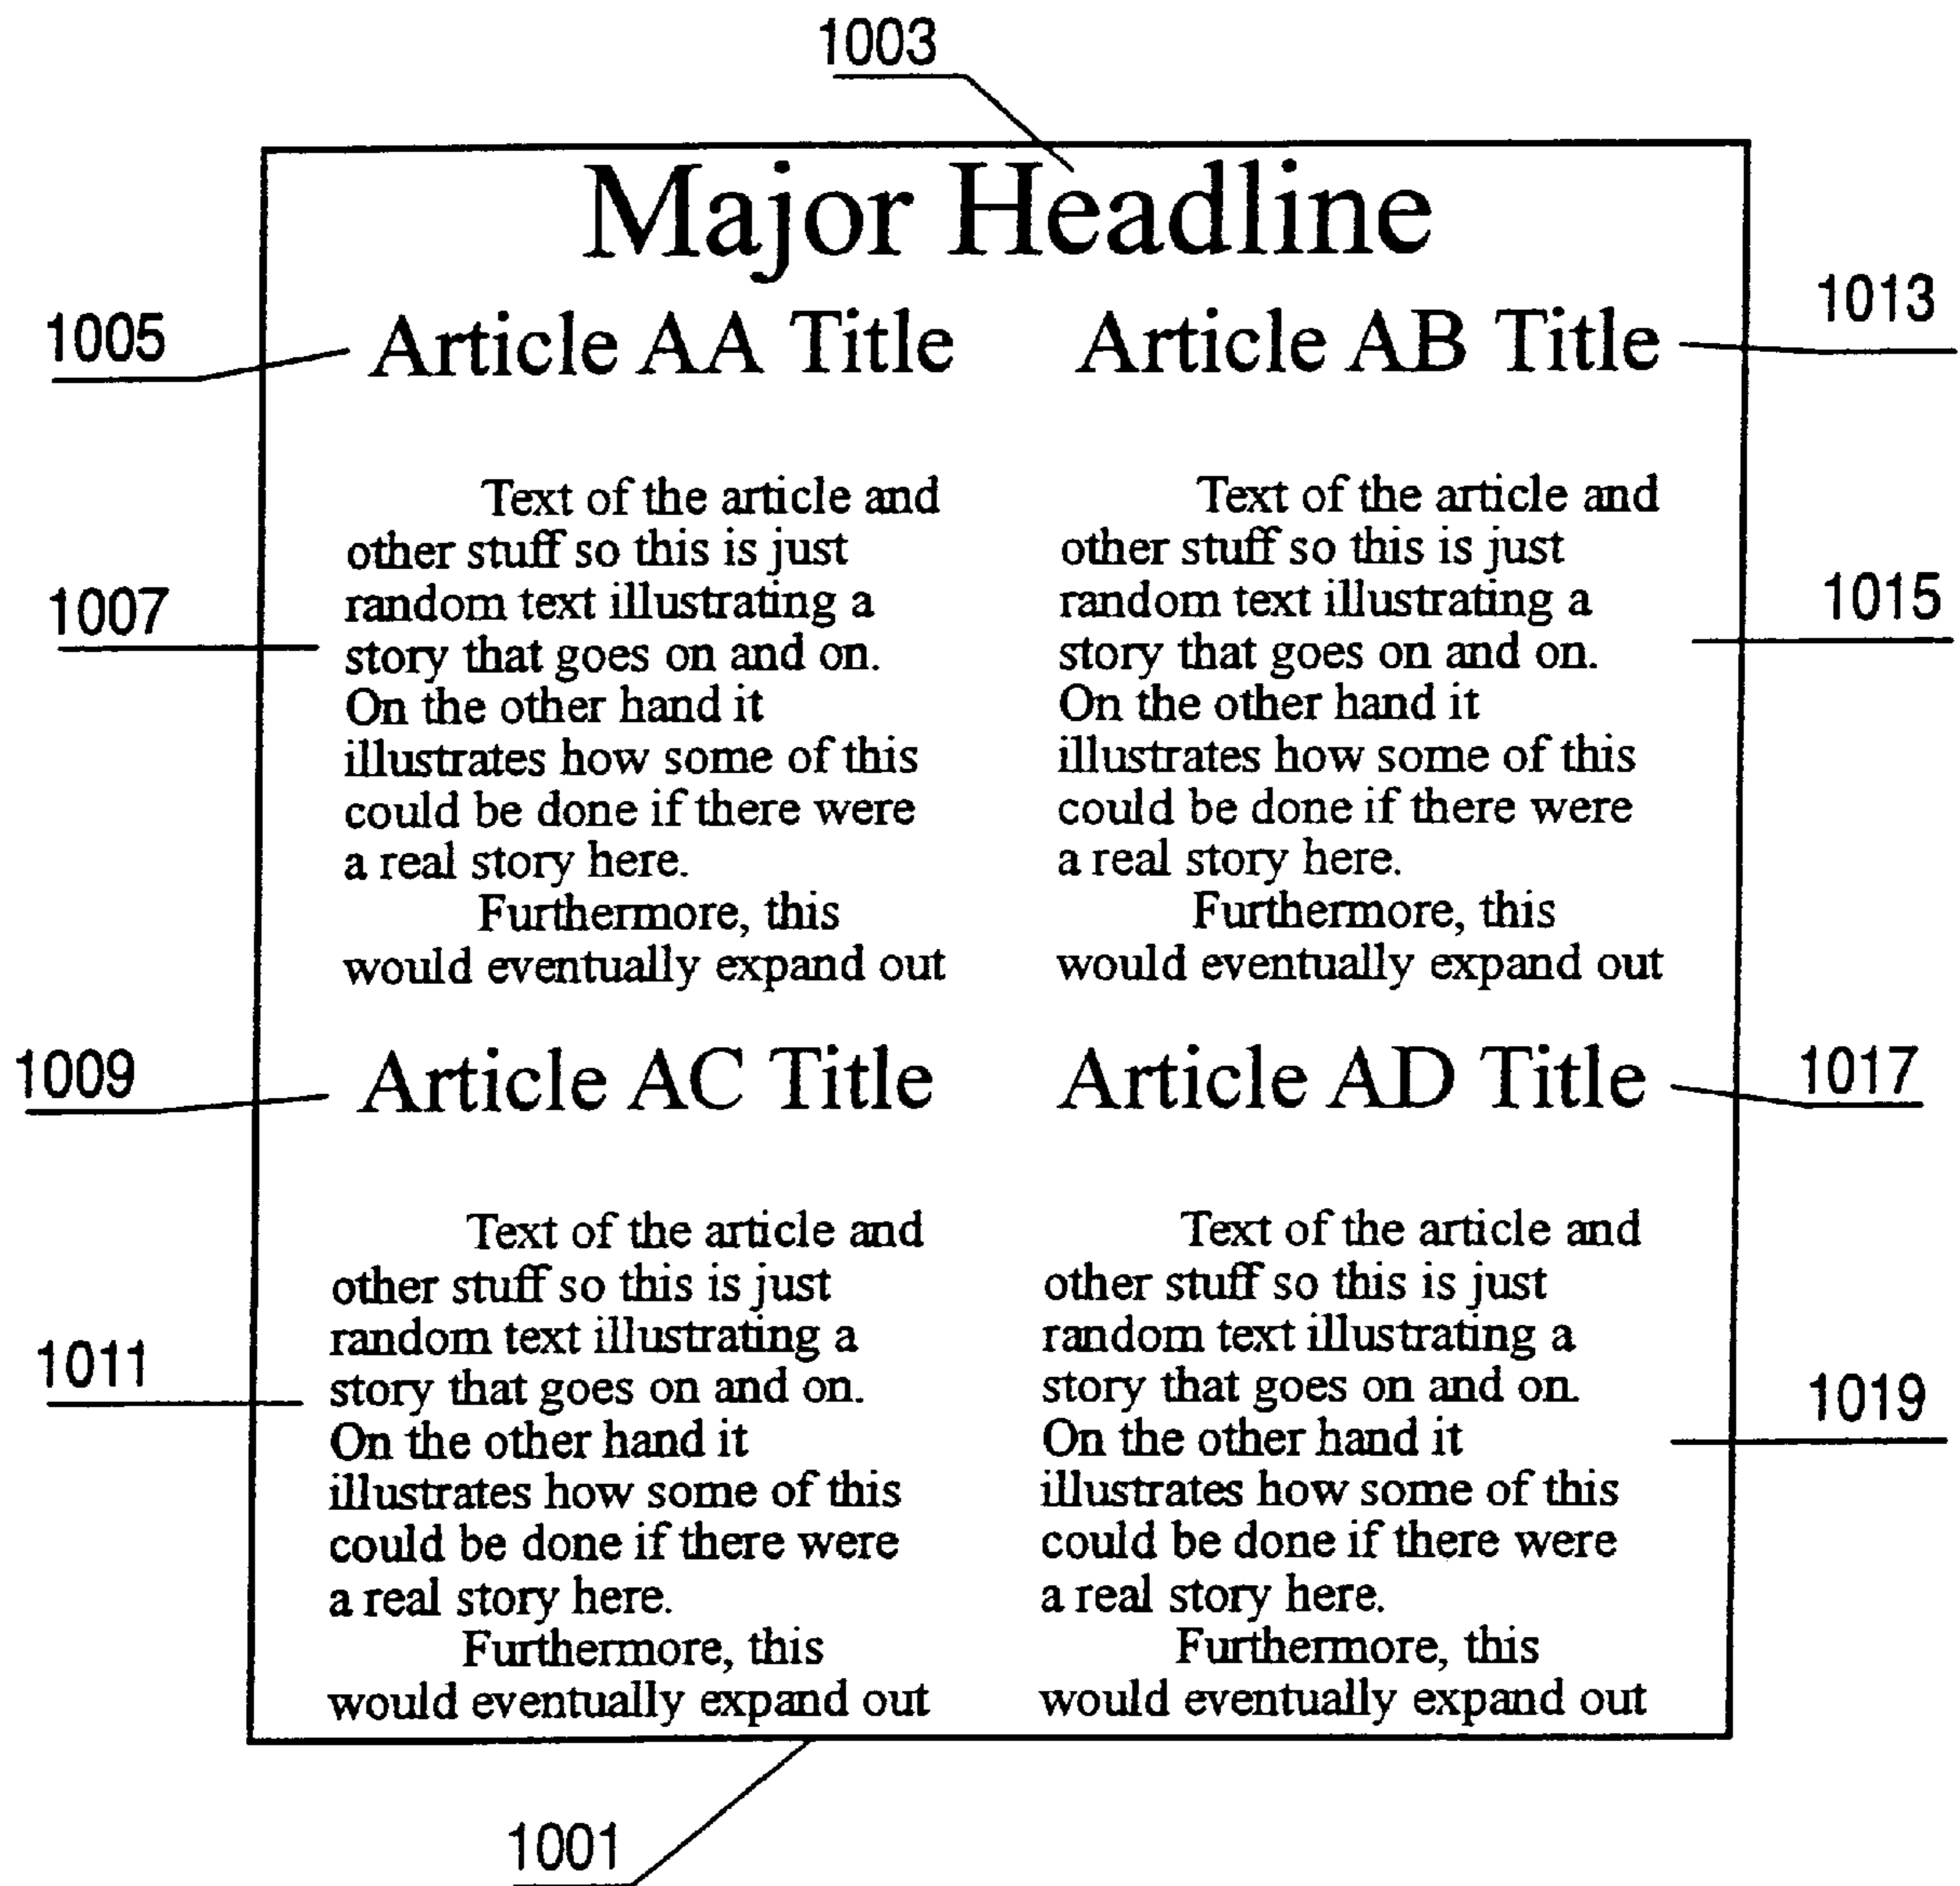 1003
Major Headline
1005
Article AA Title
Article AB Title
1013
Text of the article and
other stuff so this is just
random text illustrating a
story that goes on and on.
On the other hand it
illustrates how some of this
could be done if there were
a real story here.
Furthermore, this
would eventually expand out
1007
Text of the article and
other stuff so this is just
random text illustrating a
story that goes on and on.
On the other hand it
illustrates how some of this
could be done if there were
a real story here.
Furthermore, this
would eventually expand out
1015
1009
Article AC Title
Article AD Title
1017
Text of the article and
other stuff so this is just
random text illustrating a
story that goes on and on.
On the other hand it
illustrates how some of this
could be done if there were
a real story here.
Furthermore, this
would eventually expand out
1011
Text of the article and
other stuff so this is just
random text illustrating a
story that goes on and on.
On the other hand it
illustrates how some of this
could be done if there were
a real story here.
Furthermore, this
would eventually expand out
1019
1001